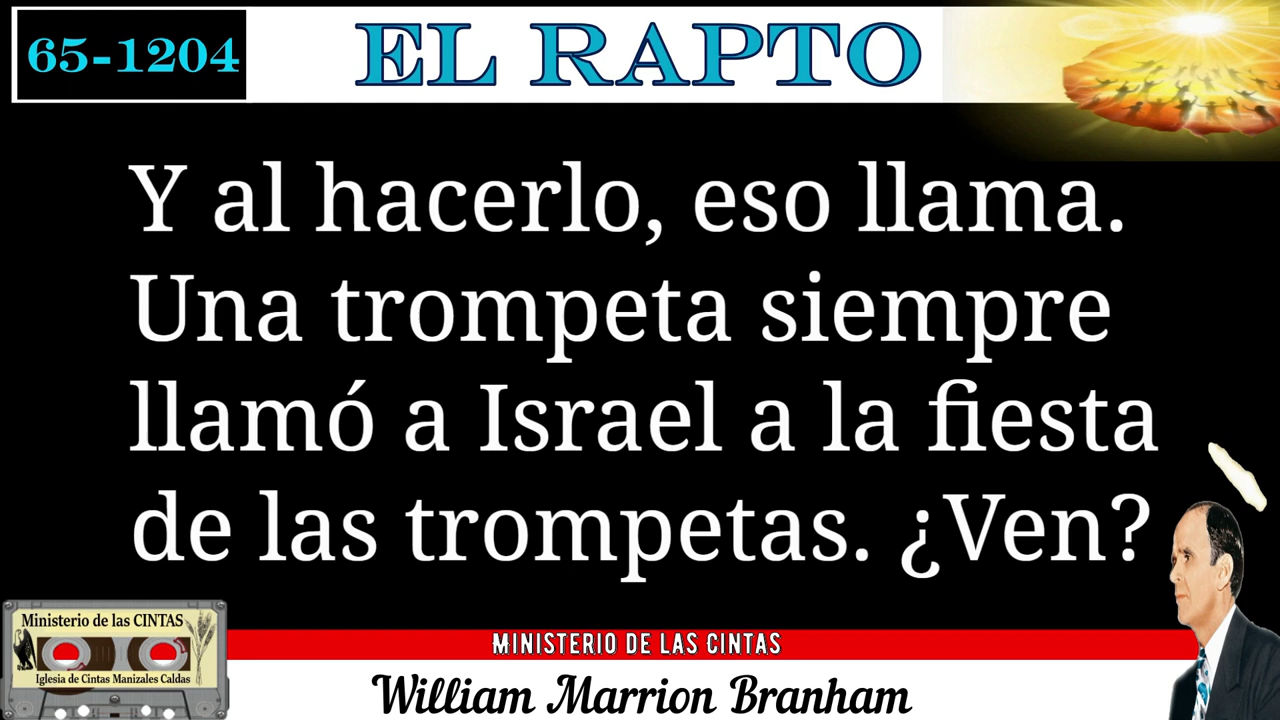 65-1204
EL RAPTO
Y al hacerlo, eso llama.
Una trompeta siempre
llamó a Israel a la fiesta
de las trompetas. ¿Ven?
Ministerio de las CINTAS
Iglesia de Cintas Manizales Caldas
MINISTERIO DE LAS CINTAS
William Marrion Branham